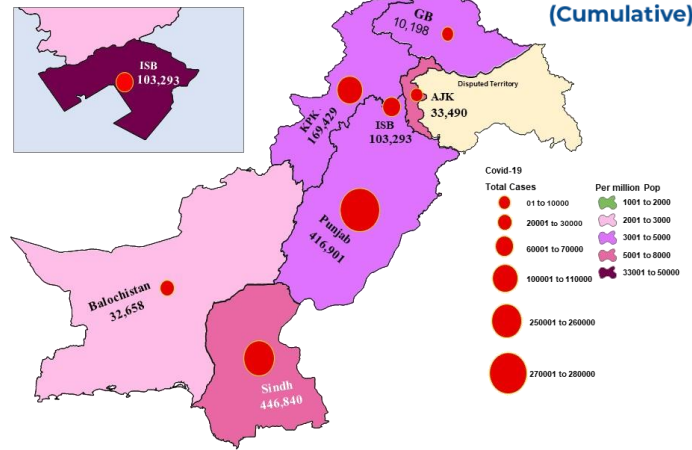 (Cumulative)
ISB
103,293
GB
10,198
Disputed Territory
AJK
33,490
KPK
169,429
ISB
103,293
Punjab
416,901
Balochistan
32,658
Sindh
446,840
Covid-19
Total Cases
01 to 10000
20001 to 30000
60001 to 70000
100001 to 110000
250001 to 260000
270001 to 280000
Per million Pop
1001 to 2000
2001 to 3000
3001 to 5000
5001 to 8000
33001 to 50000